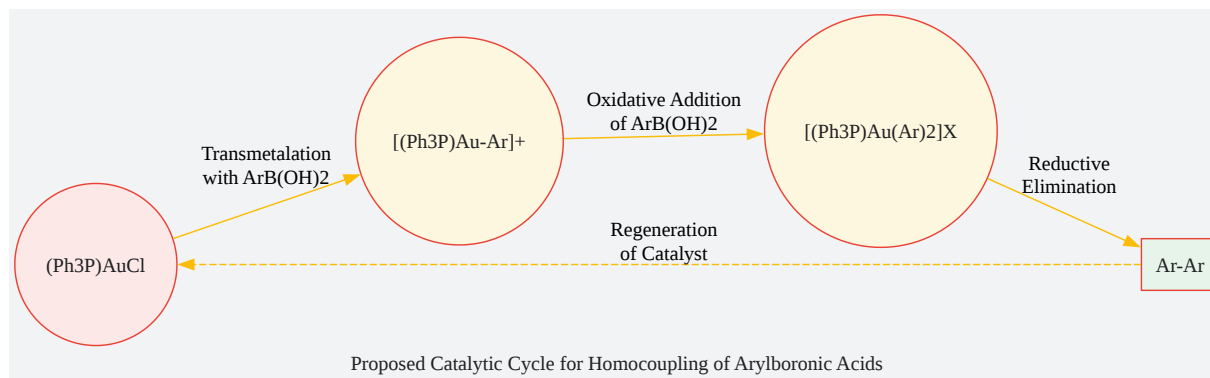 Oxidative Addition
of ArB(OH)2
[(Ph3P)Au-Ar]+
[(Ph3P)Au(Ar)2]X
Transmetalation
with ArB(OH)2
Reductive
Elimination
Regeneration
of Catalyst
(Ph3P)AuCl
Ar-Ar
Proposed Catalytic Cycle for Homocoupling of Arylboronic Acids